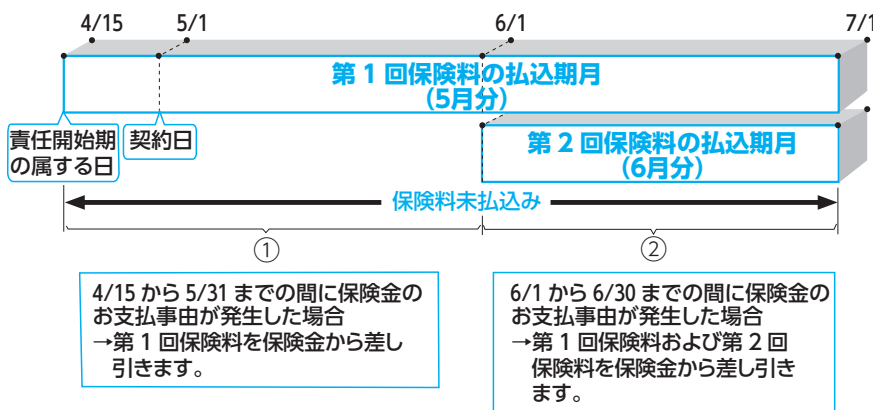 4/15 5/1 6/1 7/1
第1回保険料の払込期月
(5月分)
責任開始期
の属する日
契約日
第2回保険料の払込期月
(6月分)
保険料未払込み
① ②
4/15 から 5/31 までの間に保険金の
お支払事由が発生した場合
→第1回保険料を保険金から差し
引きます。
6/1 から 6/30 までの間に保険金の
お支払事由が発生した場合
→第1回保険料および第2回
保険料を保険金から差し引き
ます。